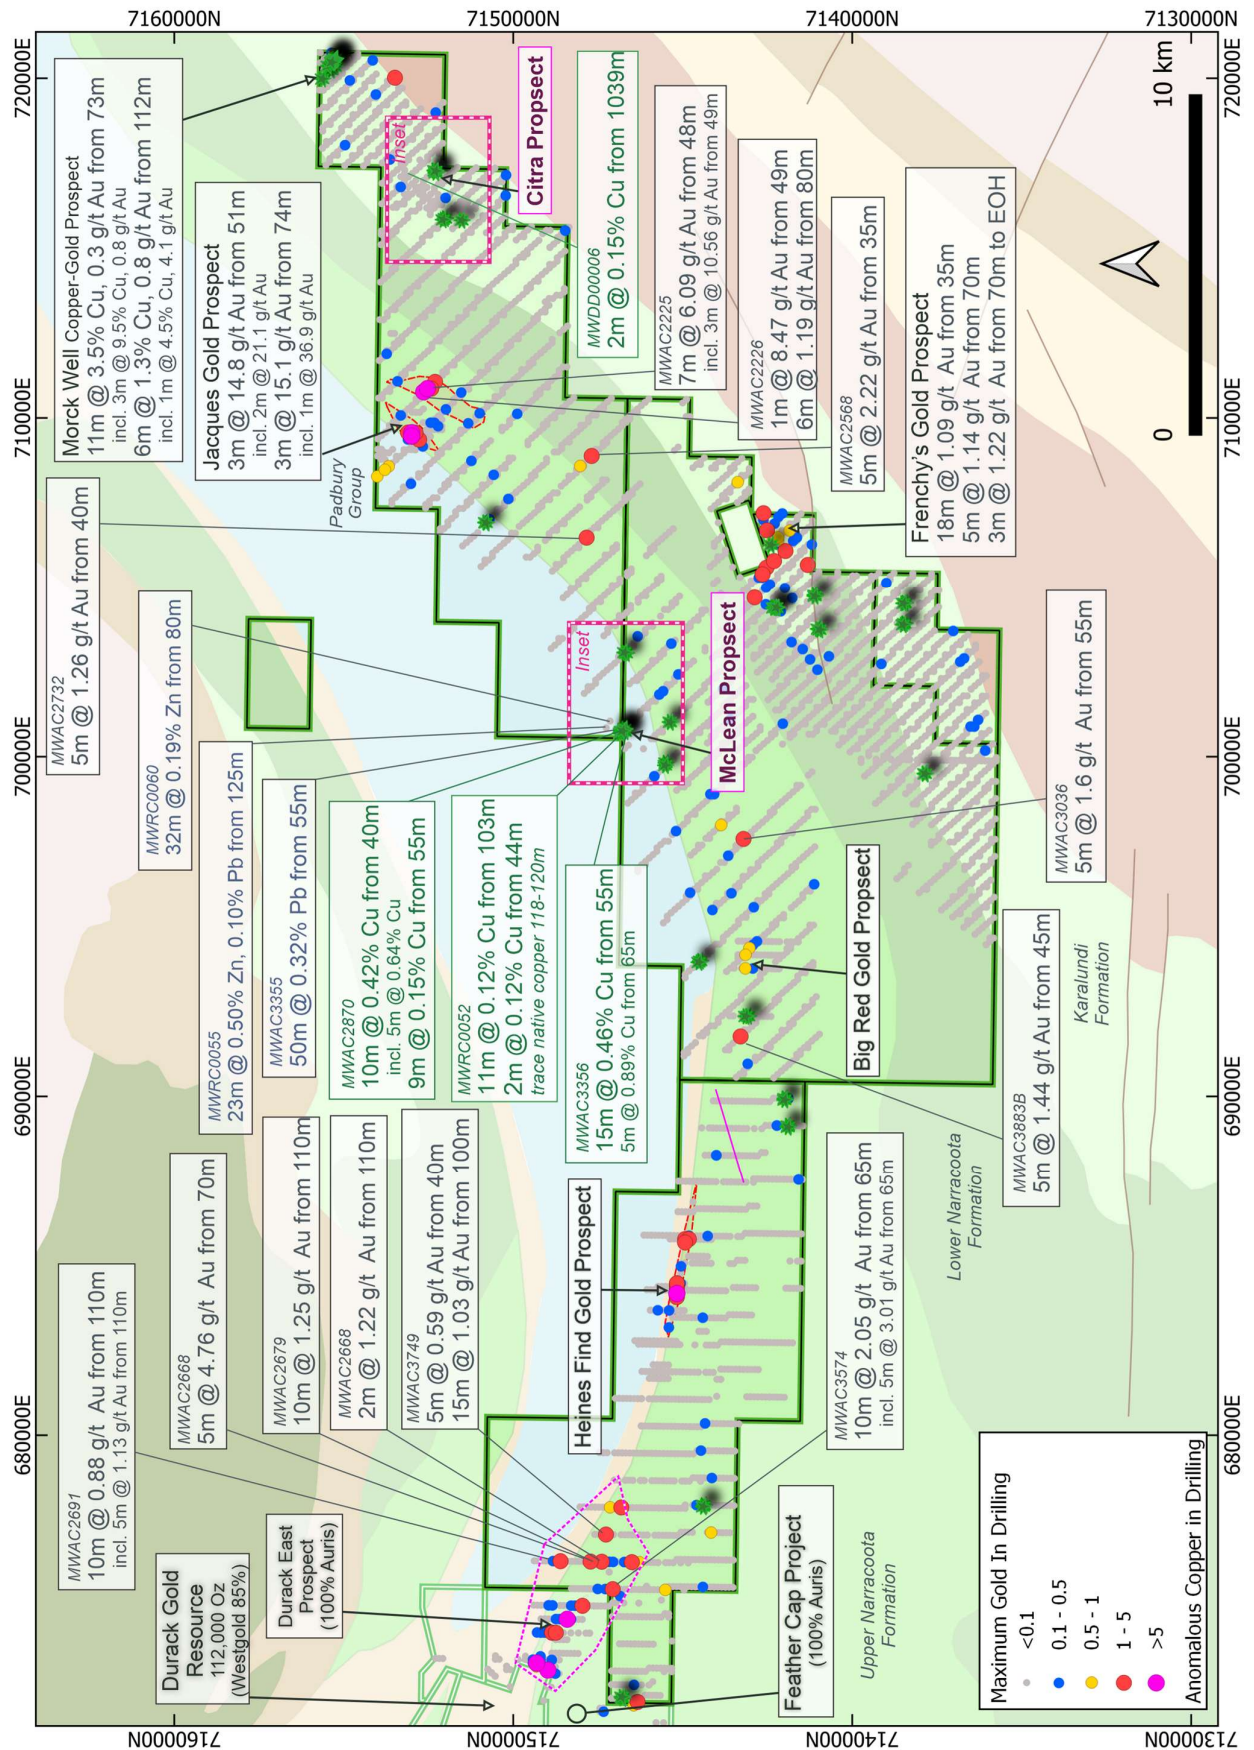 7160000N
7150000N
7140000N
7130000N
680000E
690000E
700000E
710000E
720000E
MWAC2691
10m @ 0.88 g/t Au from 110m
incl. 5m @ 1.13 g/t Au from 110m
MWAC2668
5m @ 4.76 g/t Au from 70m
MWAC2679
10m @ 1.25 g/t Au from 110m
MWAC2668
2m @ 1.22 g/t Au from 110m
MWAC3749
5m @ 0.59 g/t Au from 40m
15m @ 1.03 g/t Au from 100m
MWRC0055
23m @ 0.50% Zn, 0.10% Pb from 125m
MWAC3355
50m @ 0.32% Pb from 55m
MWAC2870
10m @ 0.42% Cu from 40m
incl. 5m @ 0.64% Cu
9m @ 0.15% Cu from 55m
MWRC0052
11m @ 0.12% Cu from 103m
2m @ 0.12% Cu from 44m
trace native copper 118-120m
MWAC3356
15m @ 0.46% Cu from 55m
5m @ 0.89% Cu from 65m
MWRC0060
32m @ 0.19% Zn from 80m
MWAC2732
5m @ 1.26 g/t Au from 40m
Morck Well Copper-Gold Prospect
11m @ 3.5% Cu, 0.3 g/t Au from 73m
incl. 3m @ 9.5% Cu, 0.8 g/t Au
6m @ 1.3% Cu, 0.8 g/t Au from 112m
incl. 1m @ 4.5% Cu, 4.1 g/t Au
Jacques Gold Prospect
3m @ 14.8 g/t Au from 51m
incl. 2m @ 21.1 g/t Au
3m @ 15.1 g/t Au from 74m
incl. 1m @ 36.9 g/t Au
Padbury
Group
Inset
Citra Propsect
MWDD00006
2m @ 0.15% Cu from 1039m
MWAC2225
7m @ 6.09 g/t Au from 48m
incl. 3m @ 10.56 g/t Au from 49m
MWAC2226
1m @ 8.47 g/t Au from 49m
6m @ 1.19 g/t Au from 80m
MWAC2568
5m @ 2.22 g/t Au from 35m
Frenchy's Gold Prospect
18m @ 1.09 g/t Au from 35m
5m @ 1.14 g/t Au from 70m
3m @ 1.22 g/t Au from 70m to EOH
Inset
McLean Propsect
MWAC3036
5m @ 1.6 g/t Au from 55m
Big Red Gold Propsect
MWAC3883B
5m @ 1.44 g/t Au from 45m
Karalundi
Formation
Lower Narracoota
Formation
Heines Find Gold Prospect
MWAC3574
10m @ 2.05 g/t Au from 65m
incl. 5m @ 3.01 g/t Au from 65m
Durack Gold
Resource
112,000 Oz
(Westgold 85%)
Durack East
Prospect
(100% Auris)
Feather Cap Project
(100% Auris)
Upper Narracoota
Formation
Maximum Gold In Drilling
<0.1
0.1 - 0.5
0.5 - 1
1 - 5
>5
Anomalous Copper in Drilling
0
10 km
680000E
690000E
700000E
710000E
720000E
7160000N
7150000N
7140000N
7130000N